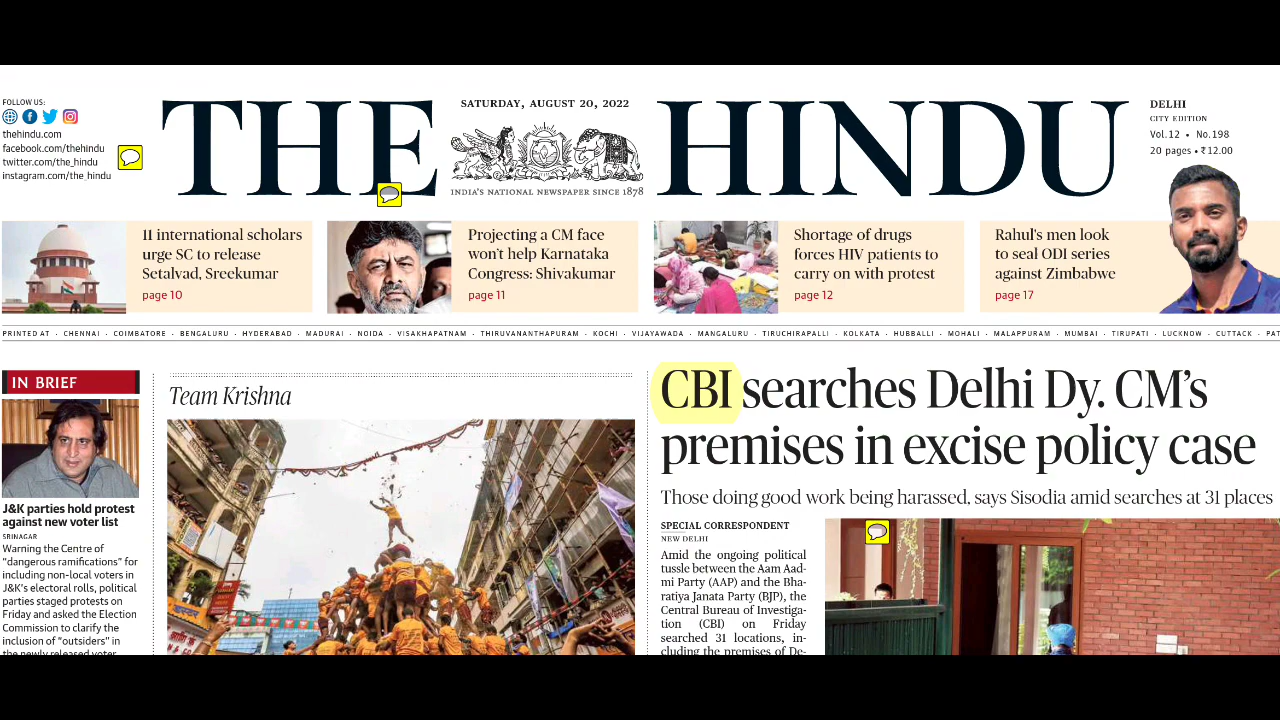 FOLLOW US:
thehindu.com
facebook.com/thehindu
twitter.com/the_hindu
instagram.com/the_hindu
THE HINDU
SATURDAY, AUGUST 20, 2022
INDIA'S NATIONAL NEWSPAPER SINCE 1878
DELHI
CITY EDITION
Vol. 12 • No. 198
20 pages • ₹12.00
11 international scholars
urge SC to release
Setalvad, Sreekumar
page 10
Projecting a CM face
won't help Karnataka
Congress: Shivakumar
page 11
Shortage of drugs
forces HIV patients to
carry on with protest
page 12
Rahul's men look
to seal ODI series
against Zimbabwe
page 17
PRINTED AT · CHENNAI · COIMBATORE · BENGALURU · HYDERABAD · MADURAI · NOIDA · VISAKHAPATNAM · THIRUVANANTHAPURAM · KOCHI · VIJAYAWADA · MANGALURU · TIRUCHIRAPALLI · KOLKATA · HUBBALLI · MOHALI · MALAPPURAM · MUMBAI · TIRUPATI · LUCKNOW · CUTTACK · PAT
IN BRIEF
J&K parties hold protest
against new voter list
SRINAGAR
Warning the Centre of
"dangerous ramifications" for
including non-local voters in
J&K's electoral rolls, political
parties staged protests on
Friday and asked the Election
Commission to clarify the
inclusion of "outsiders" in
the newly released voter
Team Krishna
CBI searches Delhi Dy. CM's
premises in excise policy case
Those doing good work being harassed, says Sisodia amid searches at 31 places
SPECIAL CORRESPONDENT
NEW DELHI
Amid the ongoing political
tussle between the Aam Aad-
mi Party (AAP) and the Bha-
ratiya Janata Party (BJP), the
Central Bureau of Investiga-
tion (CBI) on Friday
searched 31 locations, in-
cluding the premises of De-